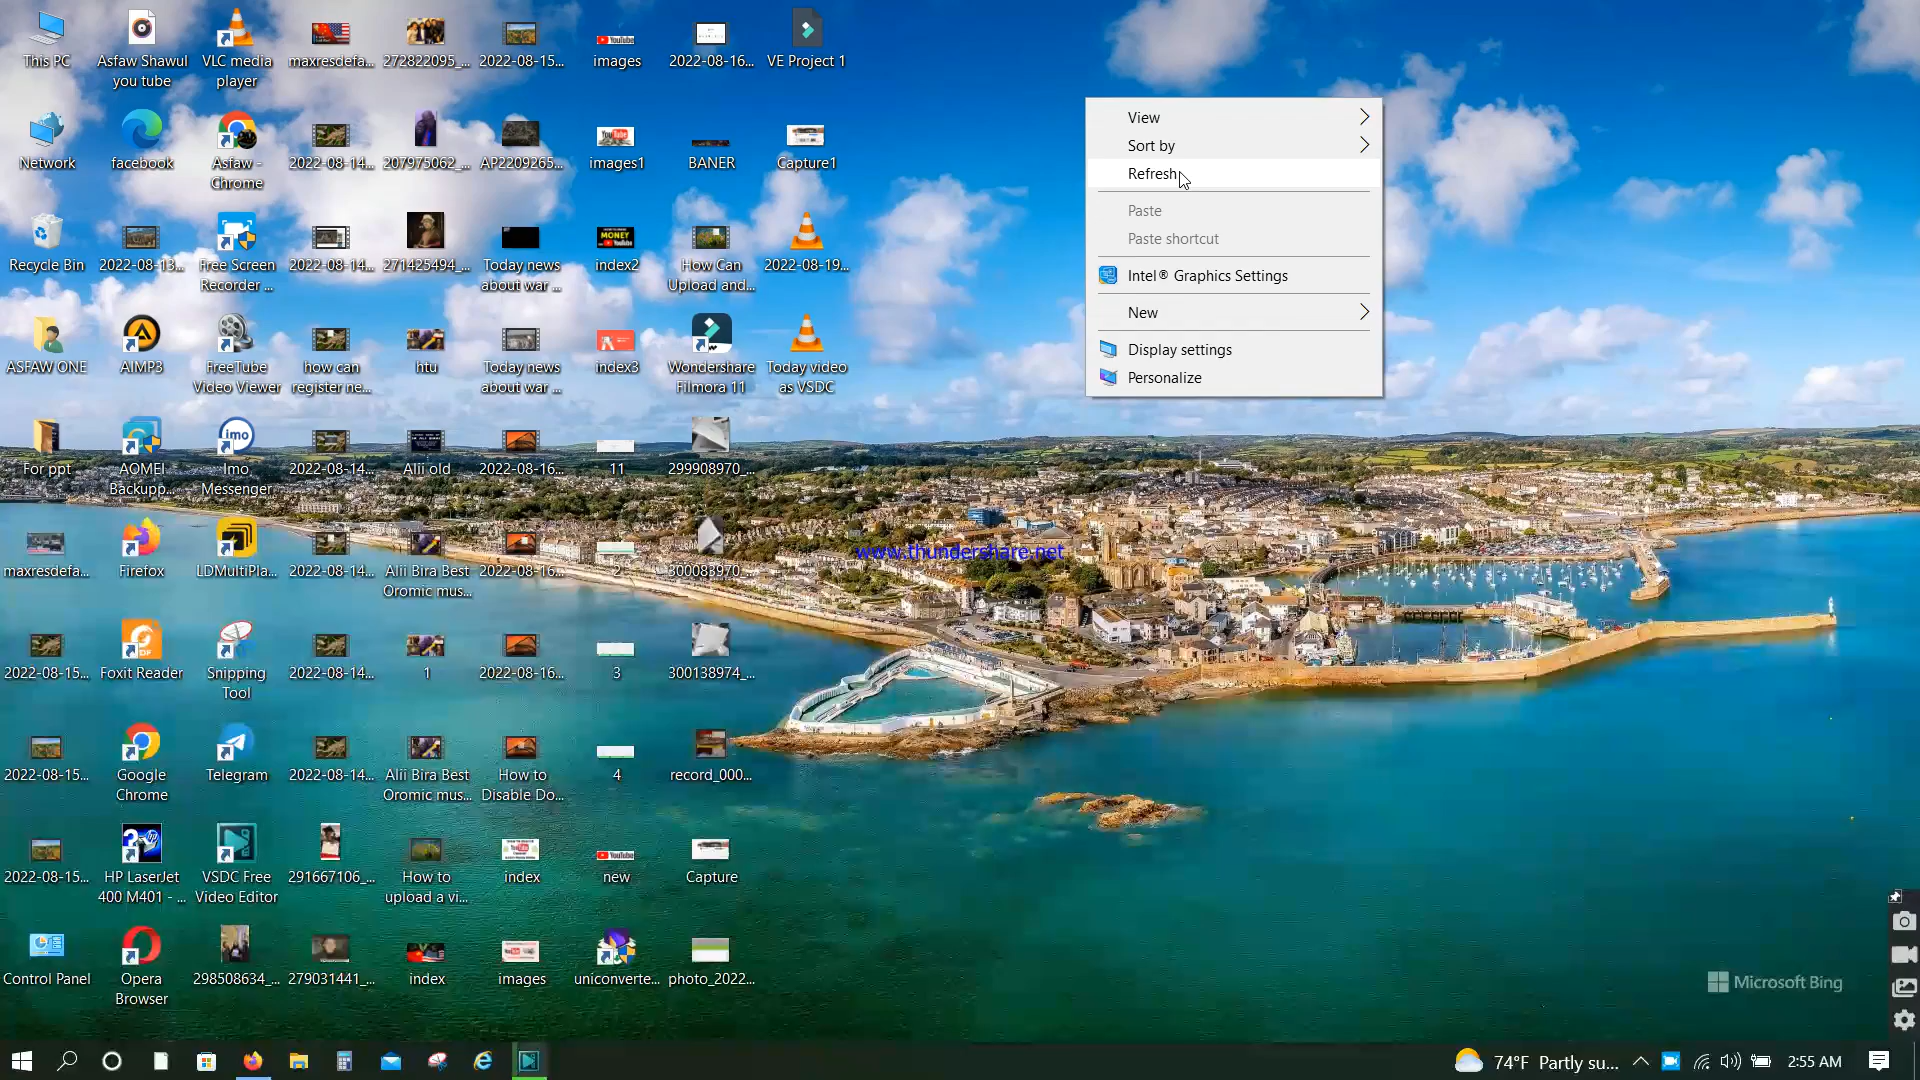 This PC
Asfaw Shawul
you tube
VLC media
player
maxresdefa...
272822095_...
2022-08-15...
images
2022-08-16...
VE Project 1
Network
facebook
Asfaw -
Chrome
2022-08-14...
207975062_...
AP2209265...
images1
BANER
Capture1
Recycle Bin
2022-08-13...
Free Screen
Recorder ...
2022-08-14...
271425494_...
Today news
about war ...
index2
How Can
Upload and...
2022-08-19...
ASFAW ONE
AIMP3
FreeTube
Video Viewer
how can
register ne...
htu
Today news
about war ...
index3
Wondershare
Filmora 11
Today video
as VSDC
For ppt
AOMEI
Backupp...
Imo
Messenger
2022-08-14...
Alii old
2022-08-16...
11
299908970_...
maxresdefa...
Firefox
LDMultiPla...
2022-08-14...
Alii Bira Best
Oromic mus...
2022-08-16...
2
300083970_...
2022-08-15...
Foxit Reader
Snipping
Tool
2022-08-14...
1
2022-08-16...
3
300138974_...
2022-08-15...
Google
Chrome
Telegram
2022-08-14...
Alii Bira Best
Oromic mus...
How to
Disable Do...
4
record_000...
2022-08-15...
HP LaserJet
400 M401 - ...
VSDC Free
Video Editor
291667106_...
How to
upload a vi...
index
new
Capture
Control Panel
Opera
Browser
298508634_...
279031441_...
index
images
uniconverte...
photo_2022...
View
Sort by
Refresh
Paste
Paste shortcut
Intel® Graphics Settings
New
Display settings
Personalize
www.thundershare.net
Microsoft Bing
74°F Partly su...
2:55 AM